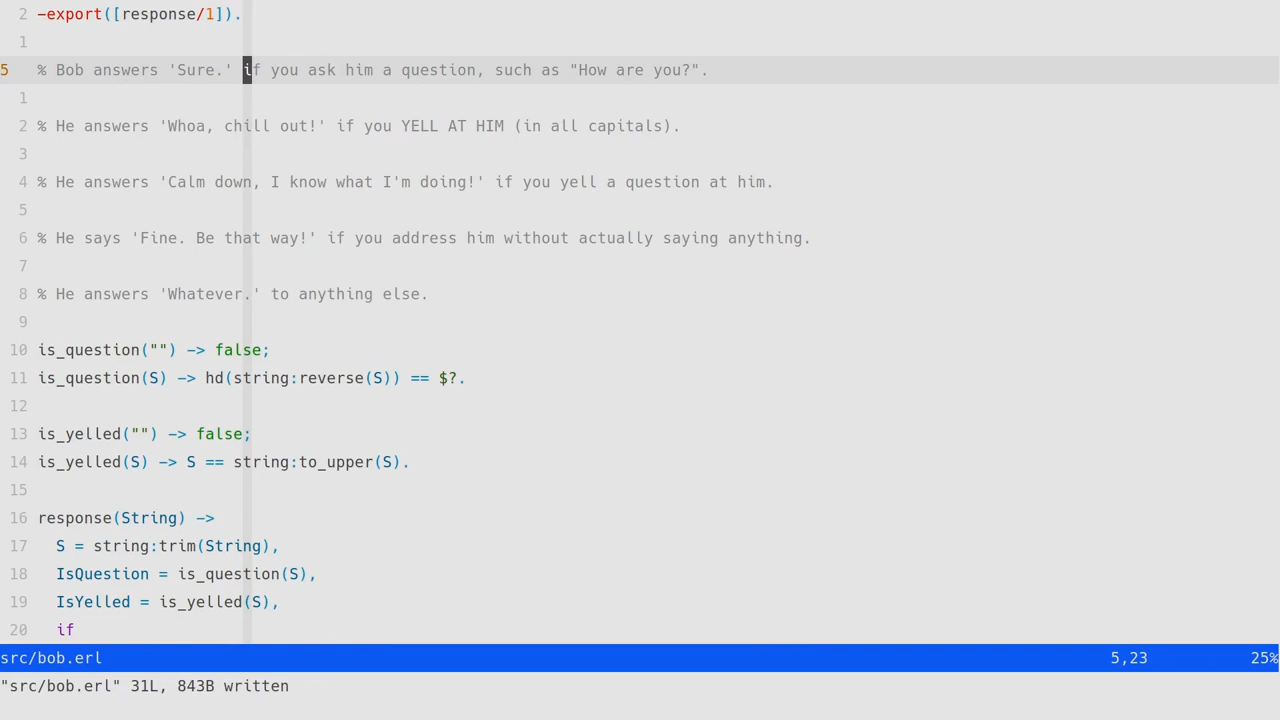 2 -export([response/1]).
1
5 % Bob answers 'Sure.' if you ask him a question, such as "How are you?".
1
2 % He answers 'Whoa, chill out!' if you YELL AT HIM (in all capitals).
3
4 % He answers 'Calm down, I know what I'm doing!' if you yell a question at him.
5
6 % He says 'Fine. Be that way!' if you address him without actually saying anything.
7
8 % He answers 'Whatever.' to anything else.
9
10 is_question("") -> false;
11 is_question(S) -> hd(string:reverse(S)) == $?.
12
13 is_yelled("") -> false;
14 is_yelled(S) -> S == string:to_upper(S).
15
16 response(String) ->
17 S = string:trim(String),
18 IsQuestion = is_question(S),
19 IsYelled = is_yelled(S),
20 if
src/bob.erl 5,23 25%
"src/bob.erl" 31L, 843B written